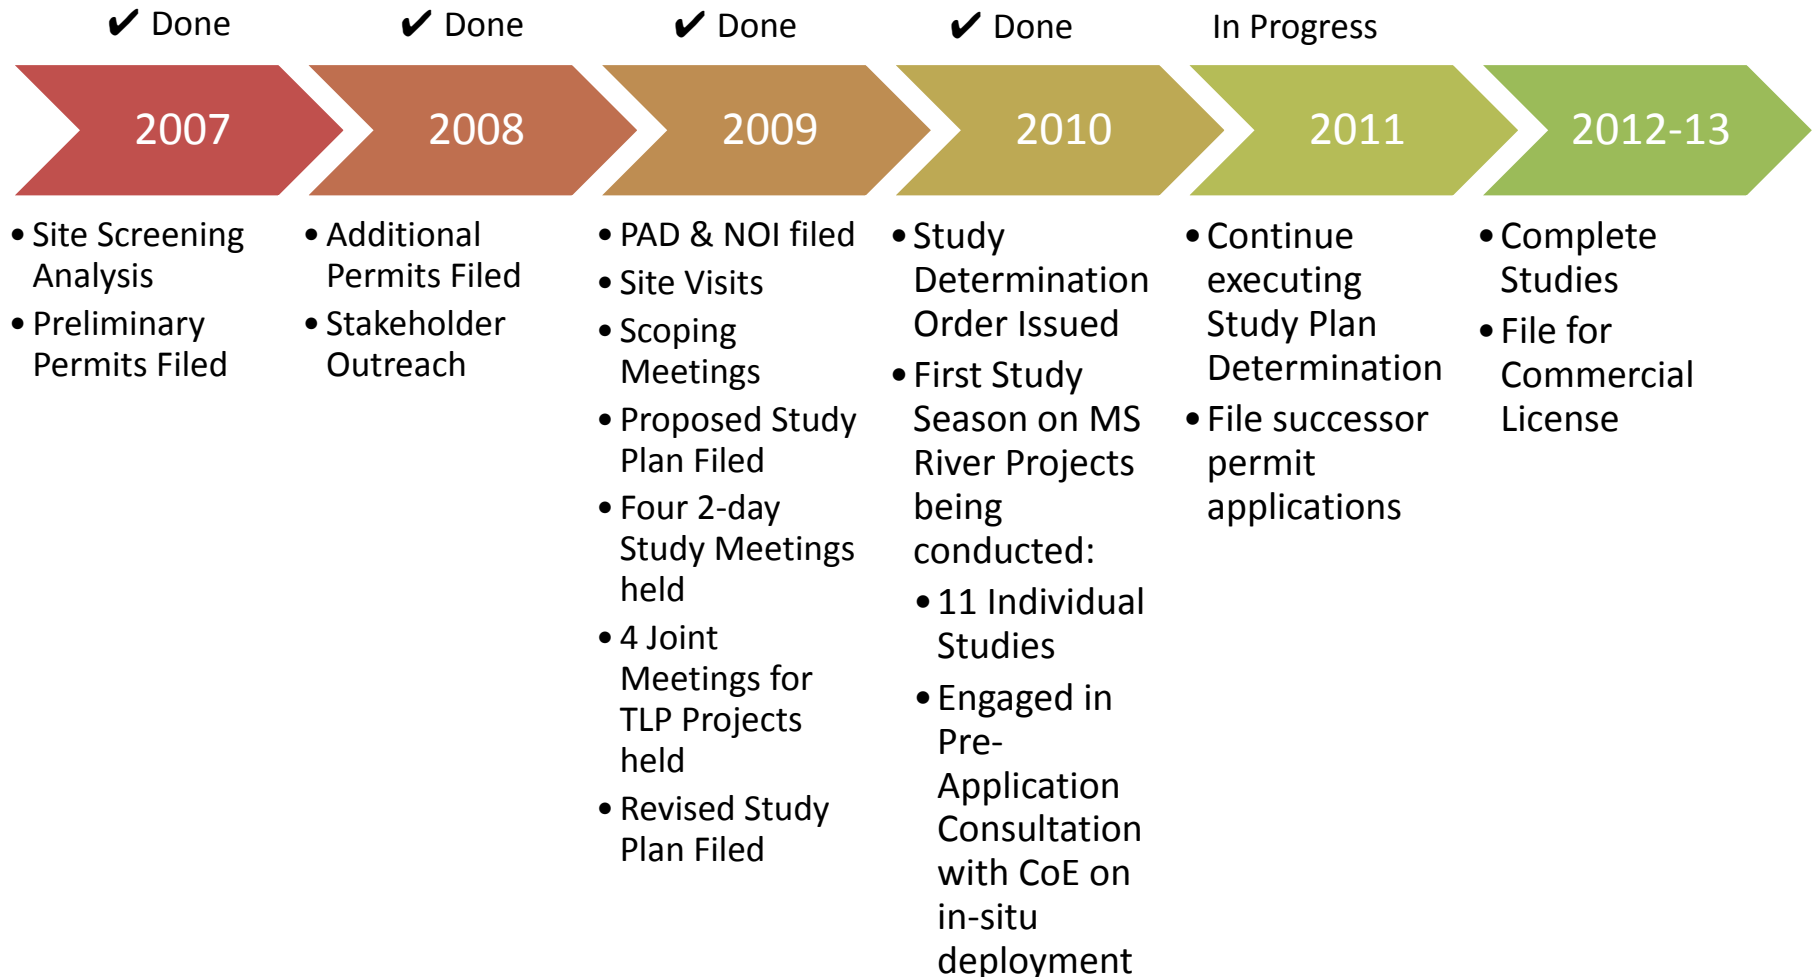 ✔ Done
✔ Done
✔ Done
✔ Done
In Progress
2007
2008
2009
2010
2011
2012-13
• Site Screening
Analysis
• Preliminary
Permits Filed
• Additional
Permits Filed
• Stakeholder
Outreach
• PAD & NOI filed
• Site Visits
• Scoping
Meetings
• Proposed Study
Plan Filed
• Four 2-day
Study Meetings
held
• 4 Joint
Meetings for
TLP Projects
held
• Revised Study
Plan Filed
• Study
Determination
Order Issued
• First Study
Season on MS
River Projects
being
conducted:
• 11 Individual
Studies
• Engaged in
Pre-
Application
Consultation
with CoE on
in-situ
deployment
• Continue
executing
Study Plan
Determination
• File successor
permit
applications
• Complete
Studies
• File for
Commercial
License